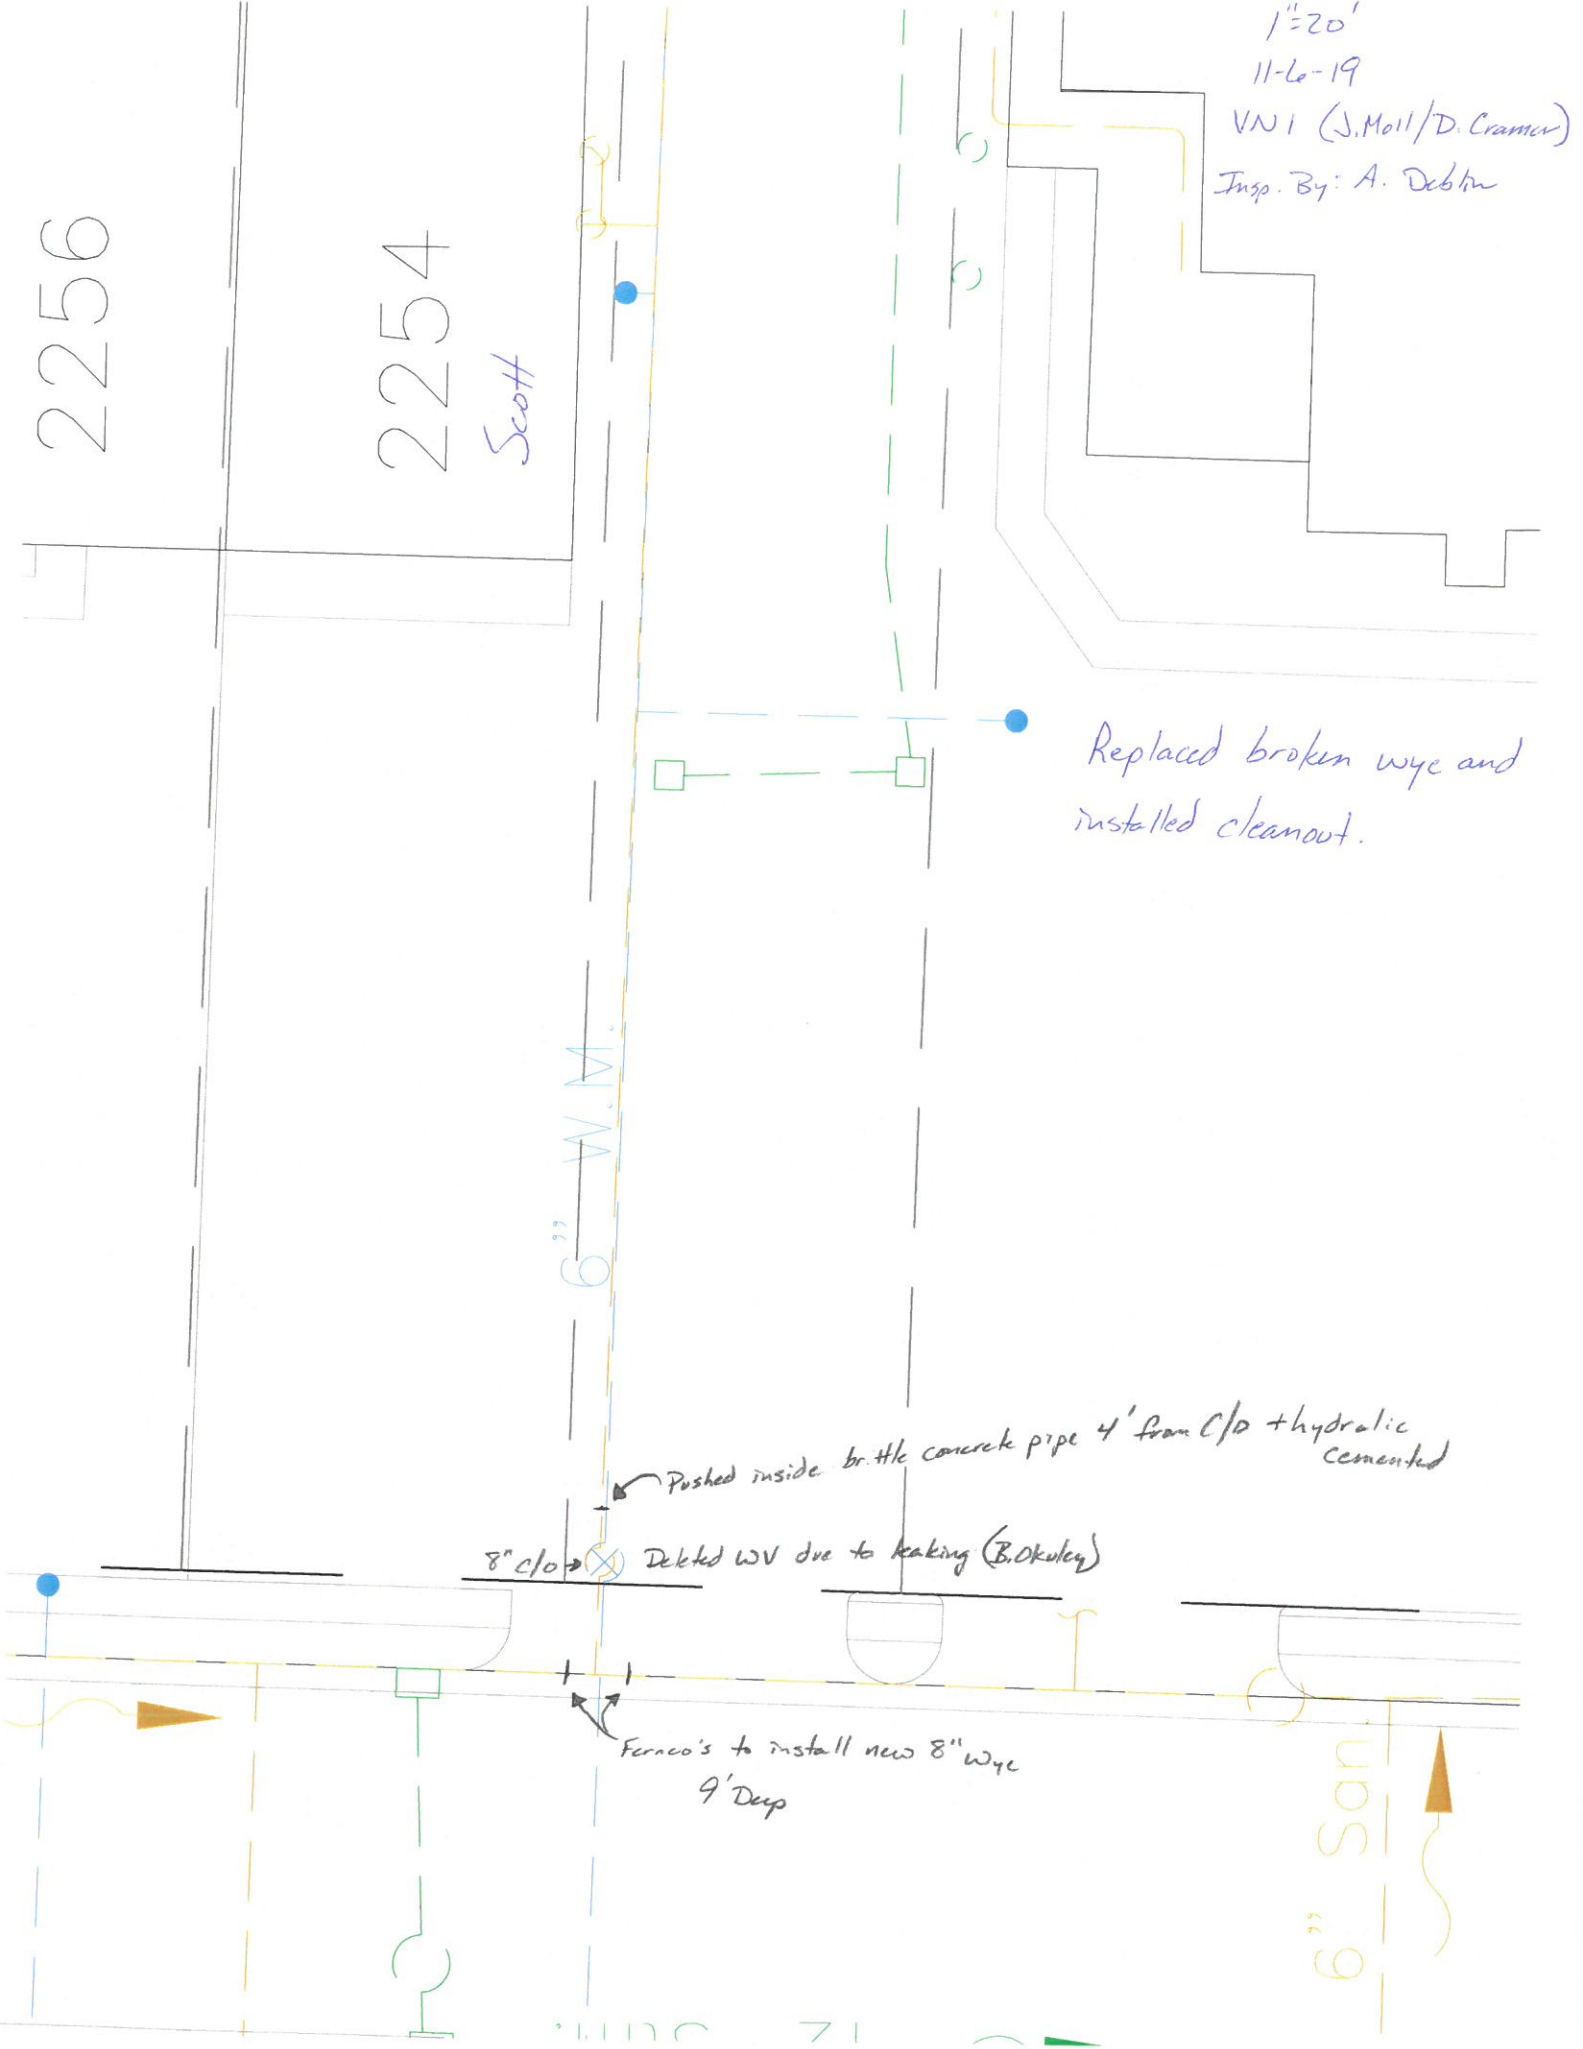 1"=20'
11-6-19
VN1 (J.Moll/D. Cramer)
Insp. By: A.
2256
2254
Scott
Replaced broken wye and
installed cleanout.
6" W.M.
Pushed inside brittle concrete pipe 4' from C/O + hydralic
cemented
8" c/o
Deleted WV due to leaking (B.Okuley)
Fernco's to install new 8" wye
9' Deep
6" San.